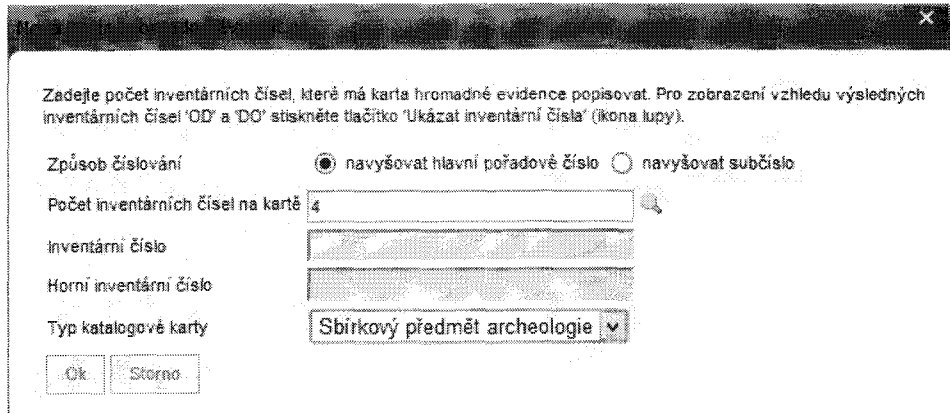 Zadejte počet inventárních čísel, které má karta hromadné evidence popisovat. Pro zobrazení vzhledu výsledných
inventárních čísel 'OD' a 'DO' stiskněte tlačítko 'Ukázat inventární čísla' (ikona lupy).
Způsob číslování navyšovat hlavní pořadové číslo navyšovat subčíslo
Počet inventárních čísel na kartě 4
Inventární číslo
Horní inventární číslo
Typ katalogové karty Sbírkový předmět archeologie
Ok Storno